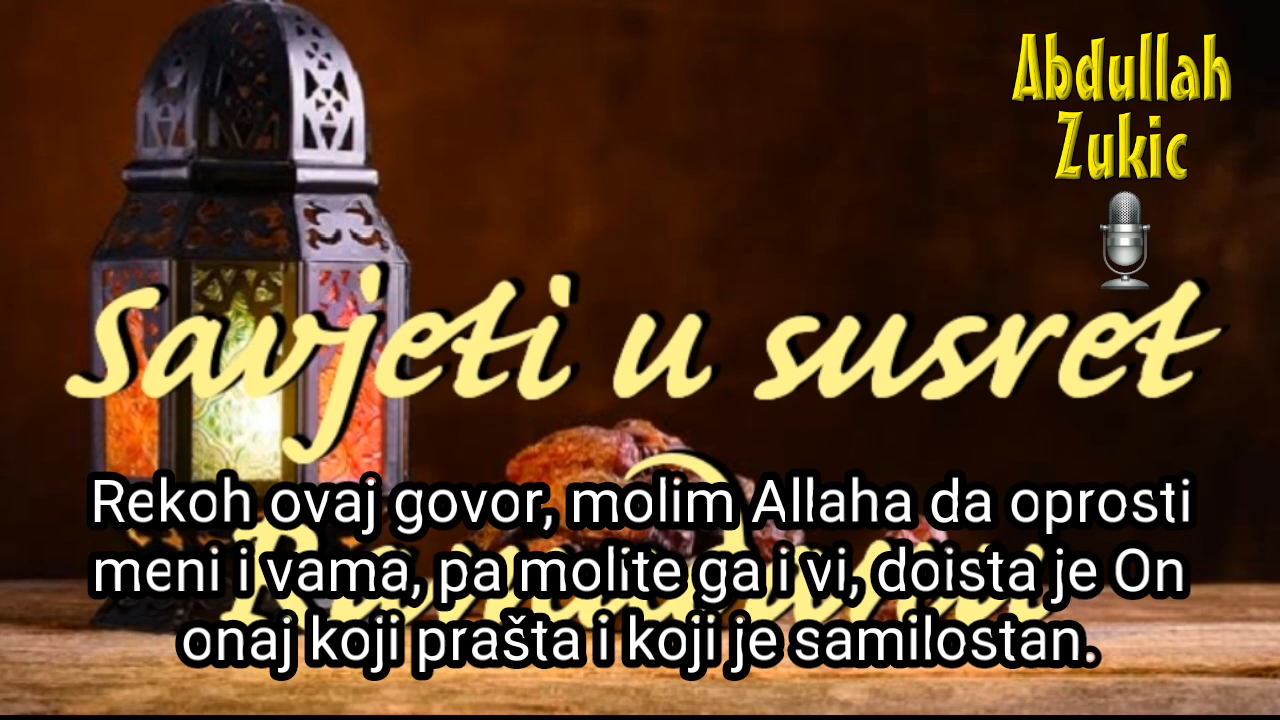 Abdullah
Zukic
Savjeti u susret
Ramazanu
Rekoh ovaj govor, molim Allaha da oprosti
meni i vama, pa molite ga i vi, doista je On
onaj koji prašta i koji je samilostan.